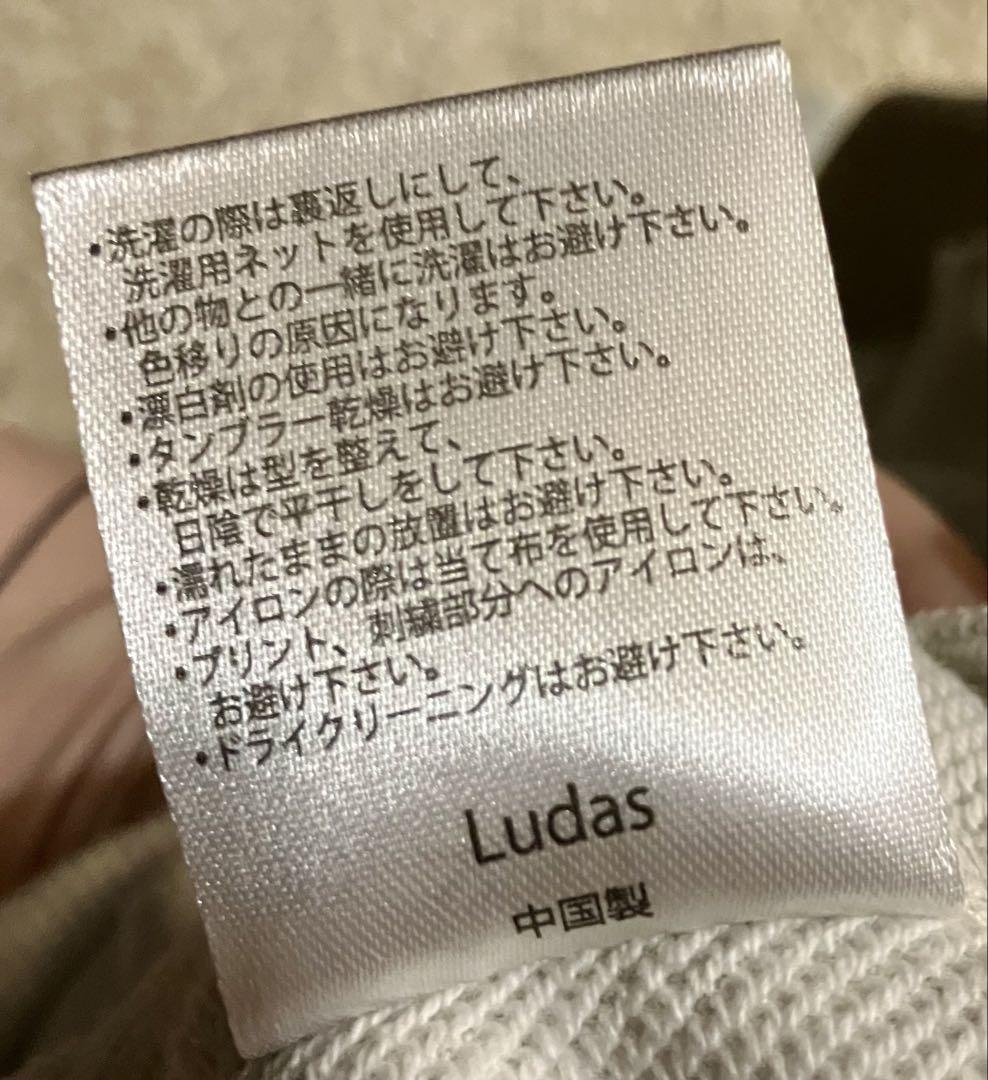 ・洗濯の際は裏返しにして、
洗濯用ネットを使用して下さい。
・他の物との一緒に洗濯はお避け下さい。
色移りの原因になります。
・漂白剤の使用はお避け下さい。
・タンブラー乾燥はお避け下さい。
・乾燥は型を整えて、
日陰で平干しをして下さい。
・濡れたままの放置はお避け下さい。
・アイロンの際は当て布を使用して下さい。
・プリント、刺繍部分へのアイロンは、
お避け下さい。
・ドライクリーニングはお避け下さい。
Ludas
中国製